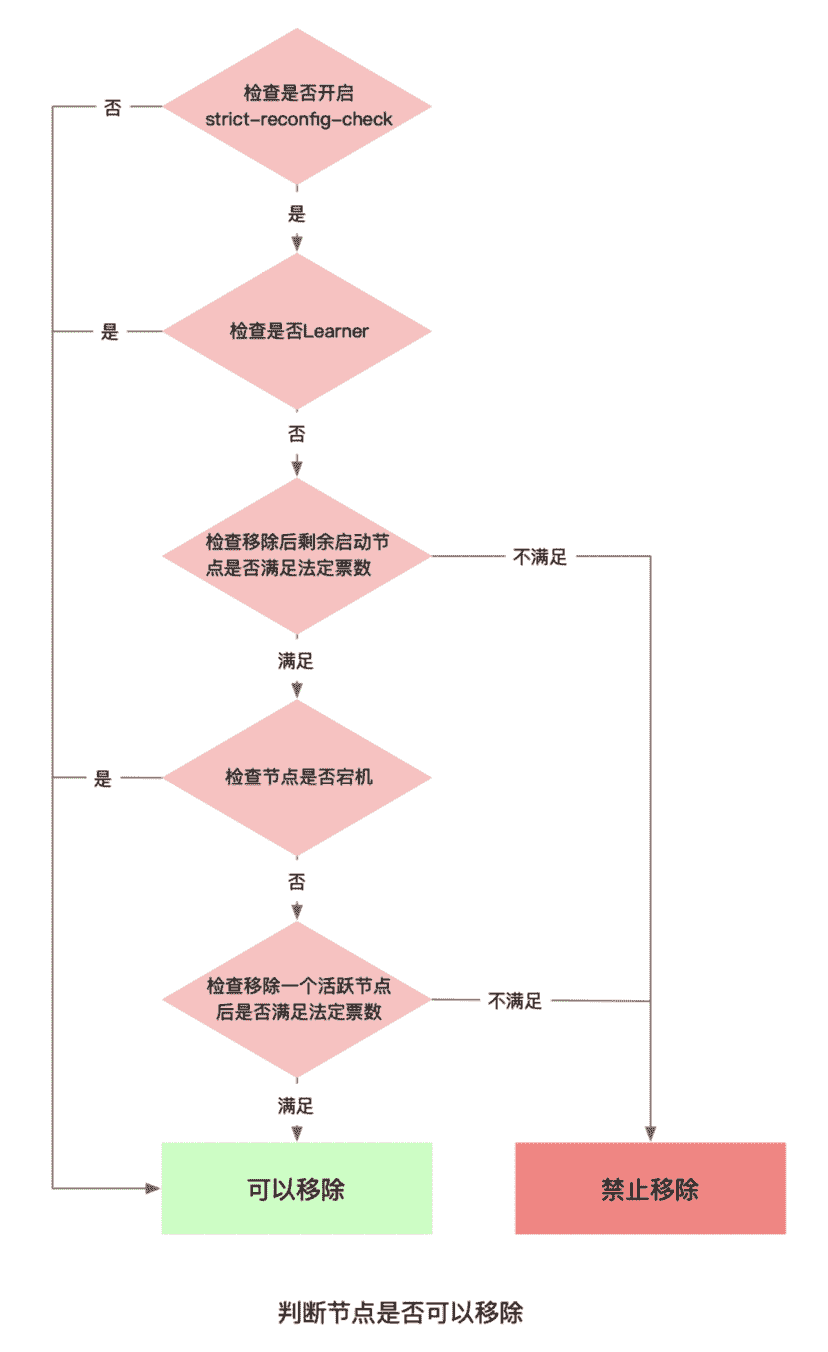 检查是否开启
strict-reconfig-check
否
是
检查是否Learner
是
否
检查移除后剩余启动节
点是否满足法定票数
不满足
满足
检查节点是否宕机
是
否
检查移除一个活跃节点
后是否满足法定票数
不满足
满足
可以移除
禁止移除
判断节点是否可以移除